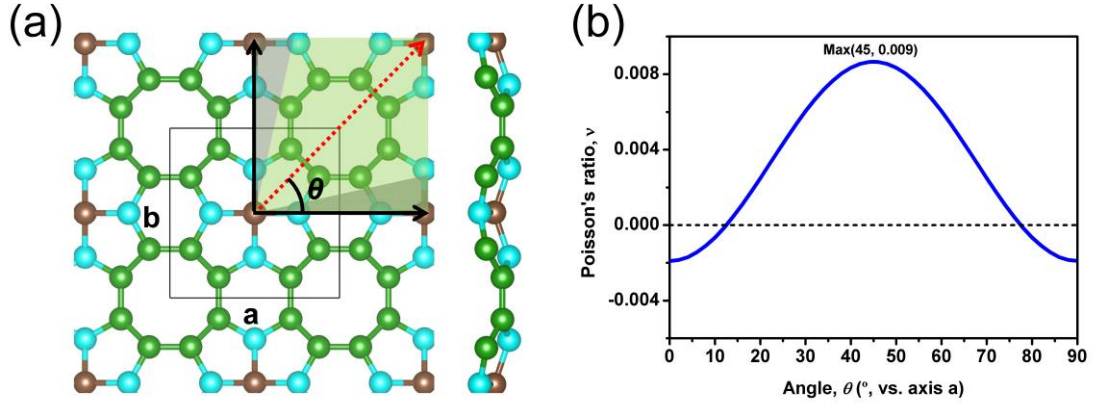 (a)
θ
b
a
(b)
Max(45, 0.009)
0.008
0.004
0.000
-0.004
Poisson's ratio, ν
0 10 20 30 40 50 60 70 80 90
Angle, θ (°, vs. axis a)